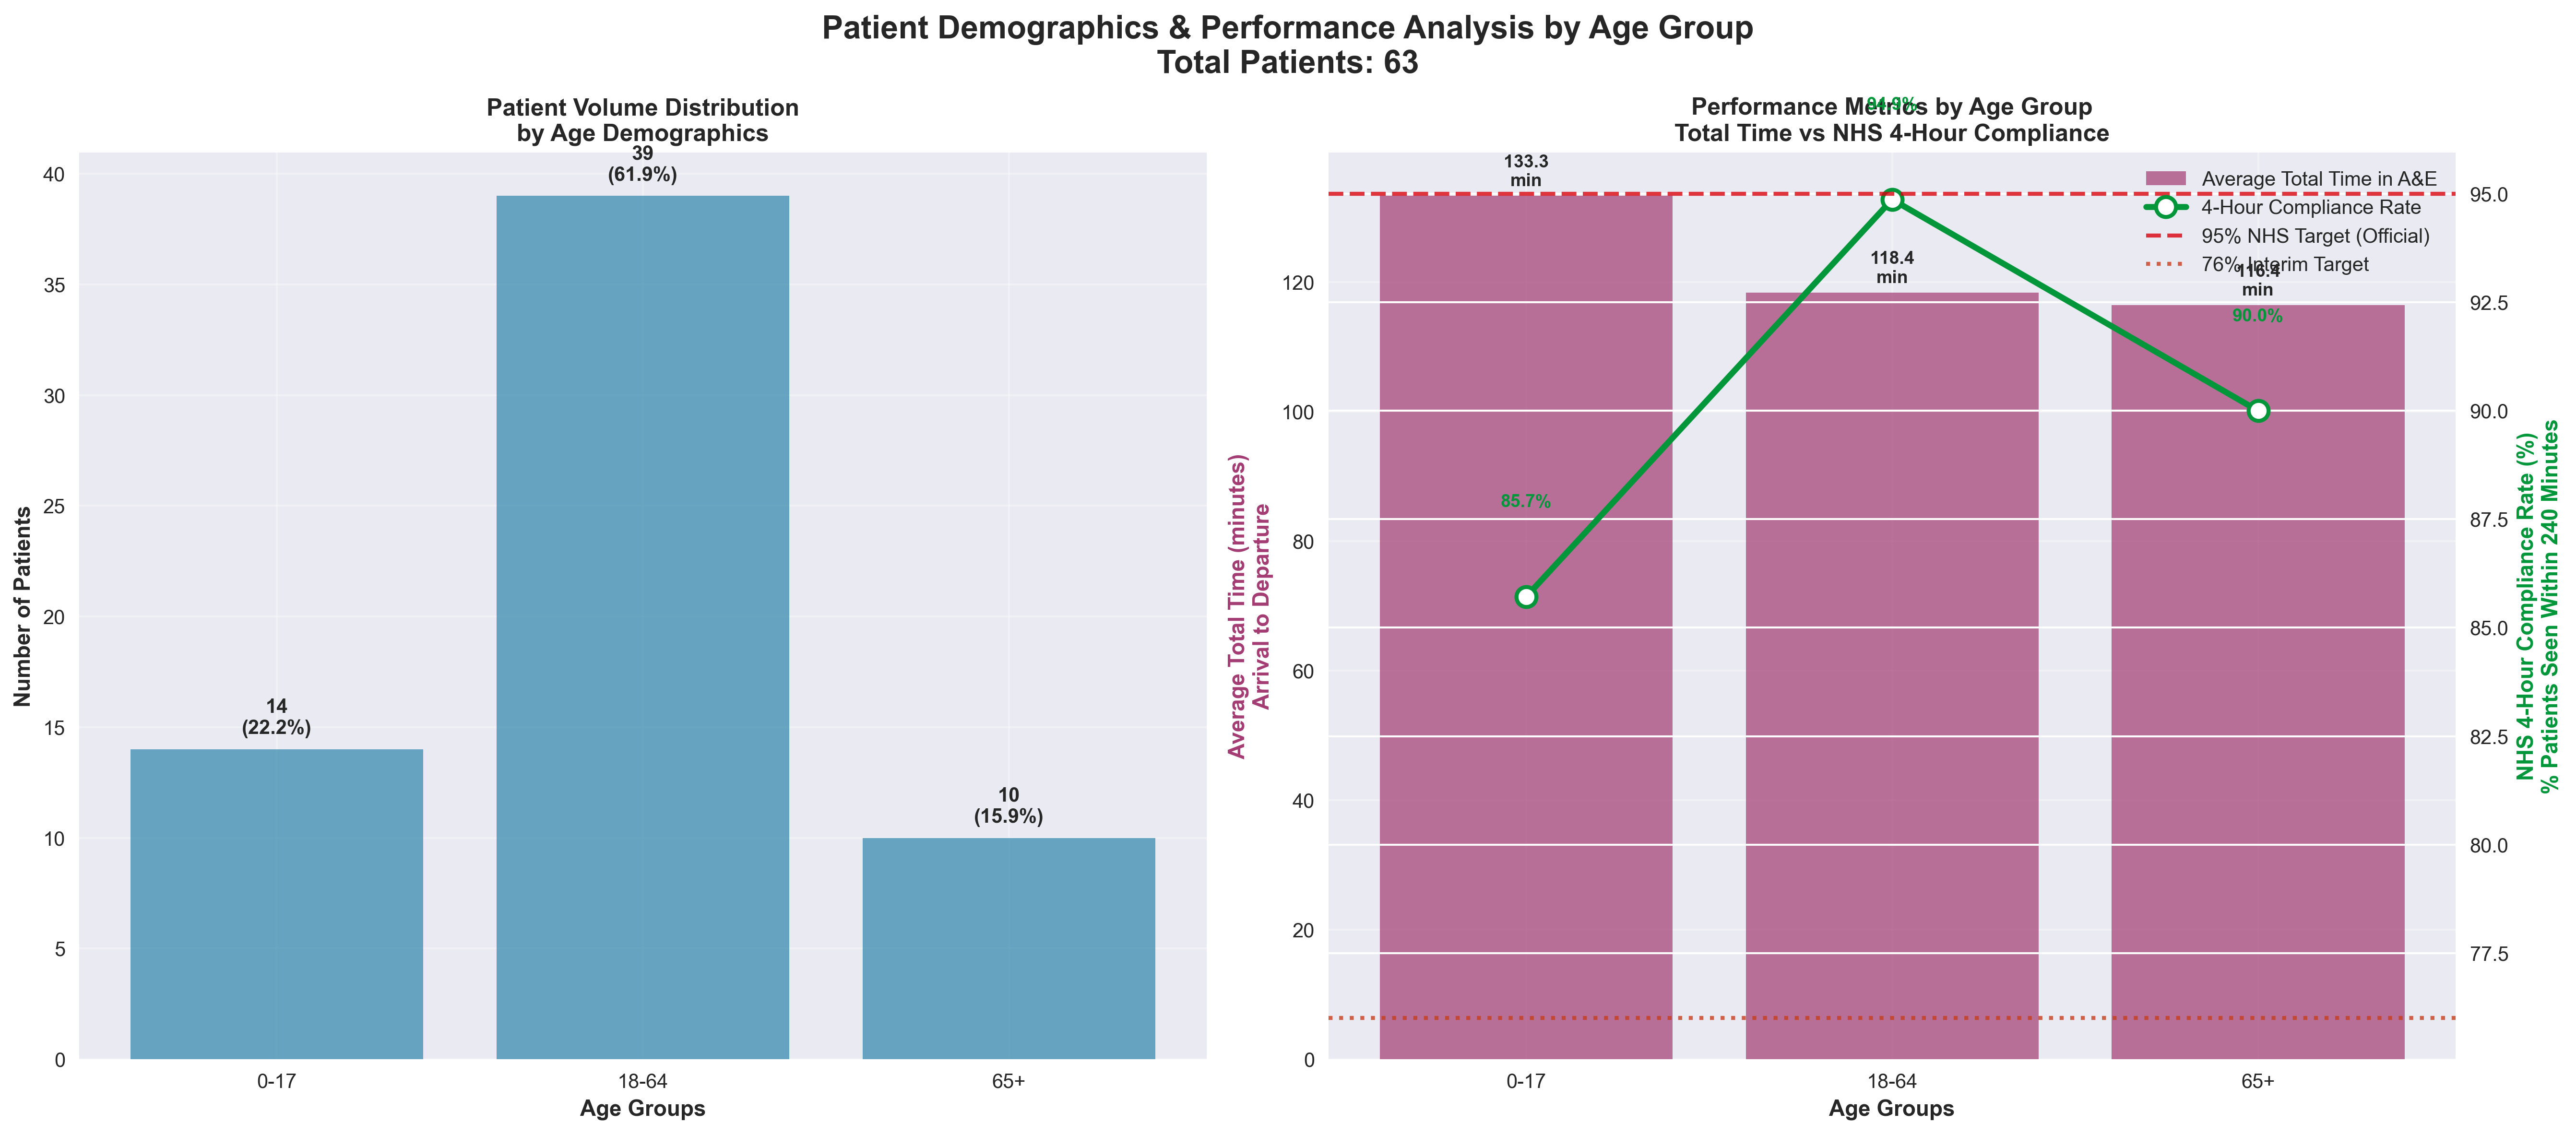 Patient Demographics & Performance Analysis by Age Group
Total Patients: 63
Patient Volume Distribution
by Age Demographics
Number of Patients
40
35
30
25
20
15
10
5
0
14
(22.2%)
39
(61.9%)
10
(15.9%)
0-17
18-64
65+
Age Groups
Performance Metrics by Age Group
Total Time vs NHS 4-Hour Compliance
Average Total Time (minutes)
Arrival to Departure
120
100
80
60
40
20
0
133.3
min
118.4
min
116.4
min
85.7%
94.9%
90.0%
Average Total Time in A&E
4-Hour Compliance Rate
95% NHS Target (Official)
76% Interim Target
95.0
92.5
90.0
87.5
85.0
82.5
80.0
77.5
NHS 4-Hour Compliance Rate (%)
% Patients Seen Within 240 Minutes
0-17
18-64
65+
Age Groups